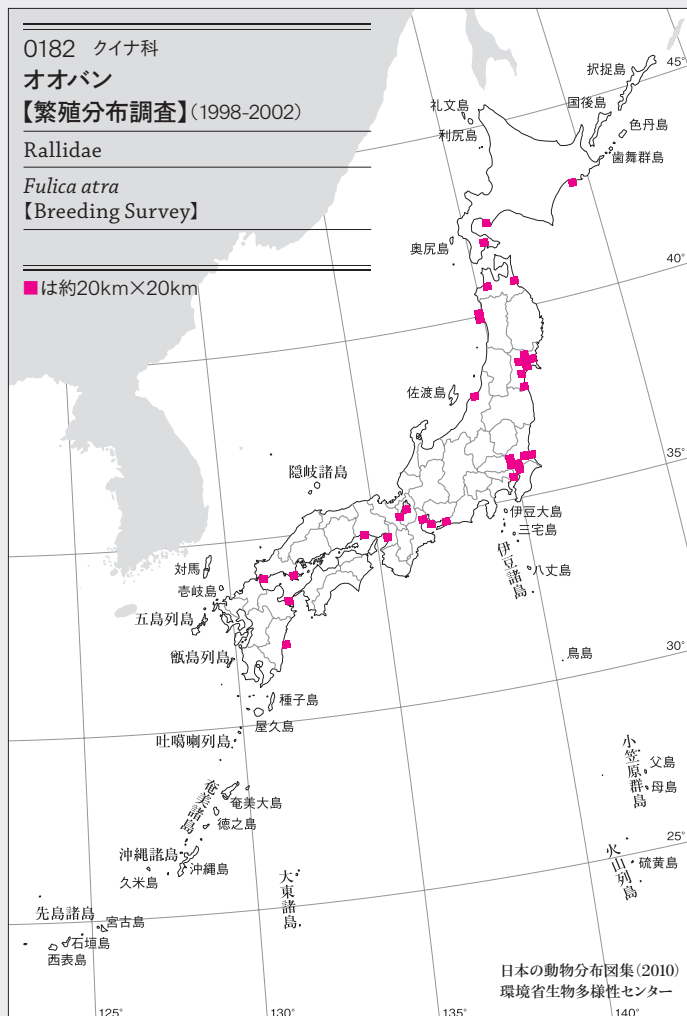 0182 クイナ科
オオバン
【繁殖分布調査】(1998-2002)
Rallidae
Fulica atra
【Breeding Survey】
■は約20km×20km
45°
択捉島
国後島
礼文島
色丹島
利尻島
歯舞群島
奥尻島
40°
佐渡島
35°
隠岐諸島
伊豆大島
三宅島
伊豆諸島
八丈島
対馬
壱岐島
五島列島
甑島列島
鳥島
30°
種子島
屋久島
吐噶喇列島
小笠原群島
父島
母島
奄美諸島
奄美大島
徳之島
25°
沖縄諸島
沖縄島
久米島
火山列島
硫黄島
大東諸島
先島諸島
宮古島
石垣島
西表島
日本の動物分布図集(2010)
環境省生物多様性センター
125°
130°
135°
140°